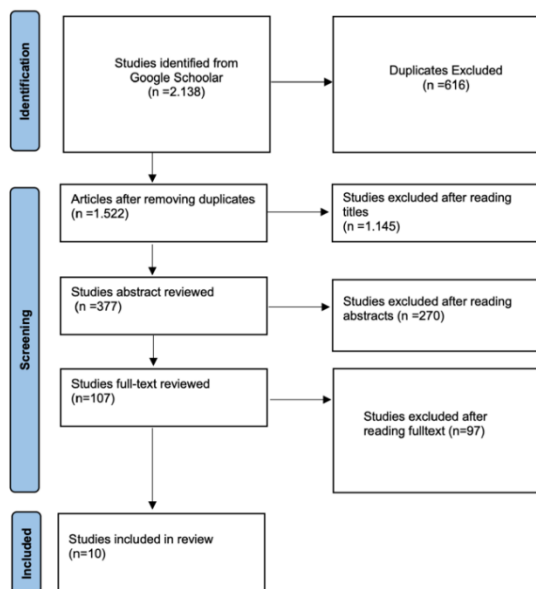 Identification
Studies identified from
Google Schoolar
(n =2.138)
Duplicates Excluded
(n =616)
Screening
Articles after removing duplicates
(n =1.522)
Studies excluded after reading
titles
(n =1.145)
Studies abstract reviewed
(n =377)
Studies excluded after reading
abstracts (n =270)
Studies full-text reviewed
(n=107)
Studies excluded after
reading fulltext (n=97)
Included
Studies included in review
(n=10)